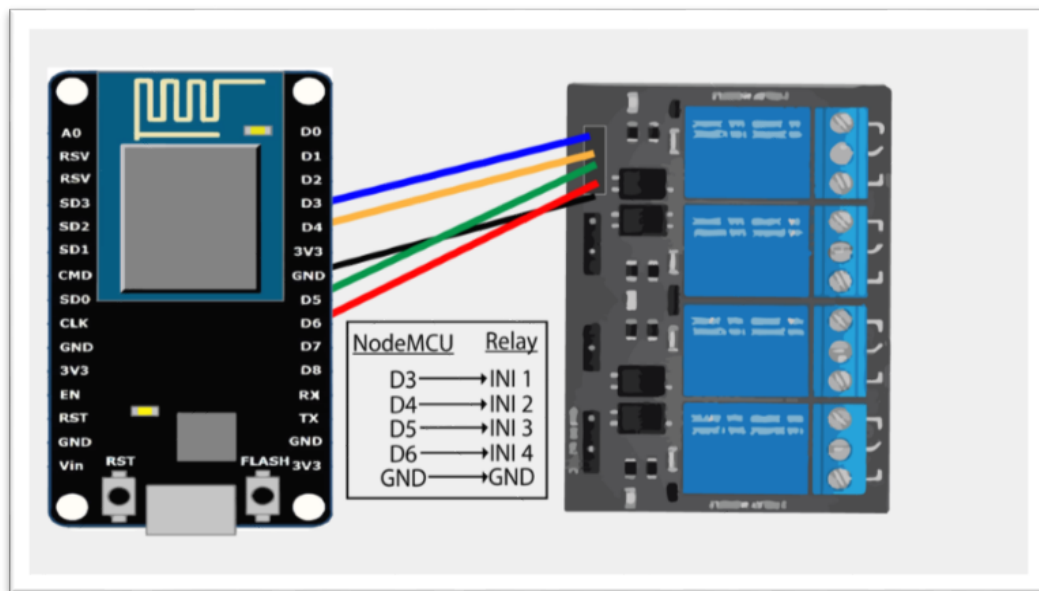 A0
RSV
RSV
SD3
SD2
SD1
CMD
SD0
CLK
GND
3V3
EN
RST
GND
Vin
D0
D1
D2
D3
D4
3V3
GND
D5
D6
D7
D8
RX
TX
GND
3V3
RST
FLASH
NodeMCU Relay
D3 → INI 1
D4 → INI 2
D5 → INI 3
D6 → INI 4
GND → GND